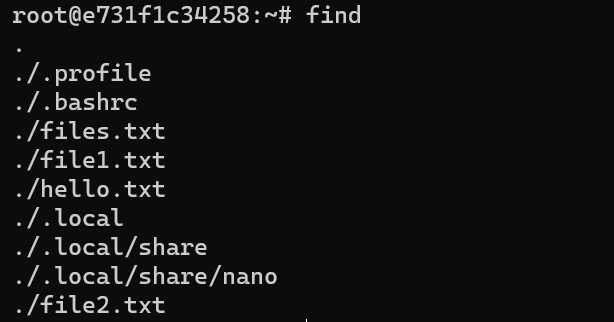 root@e731f1c34258:~# find
.
./.profile
./.bashrc
./files.txt
./file1.txt
./hello.txt
./.local
./.local/share
./.local/share/nano
./file2.txt